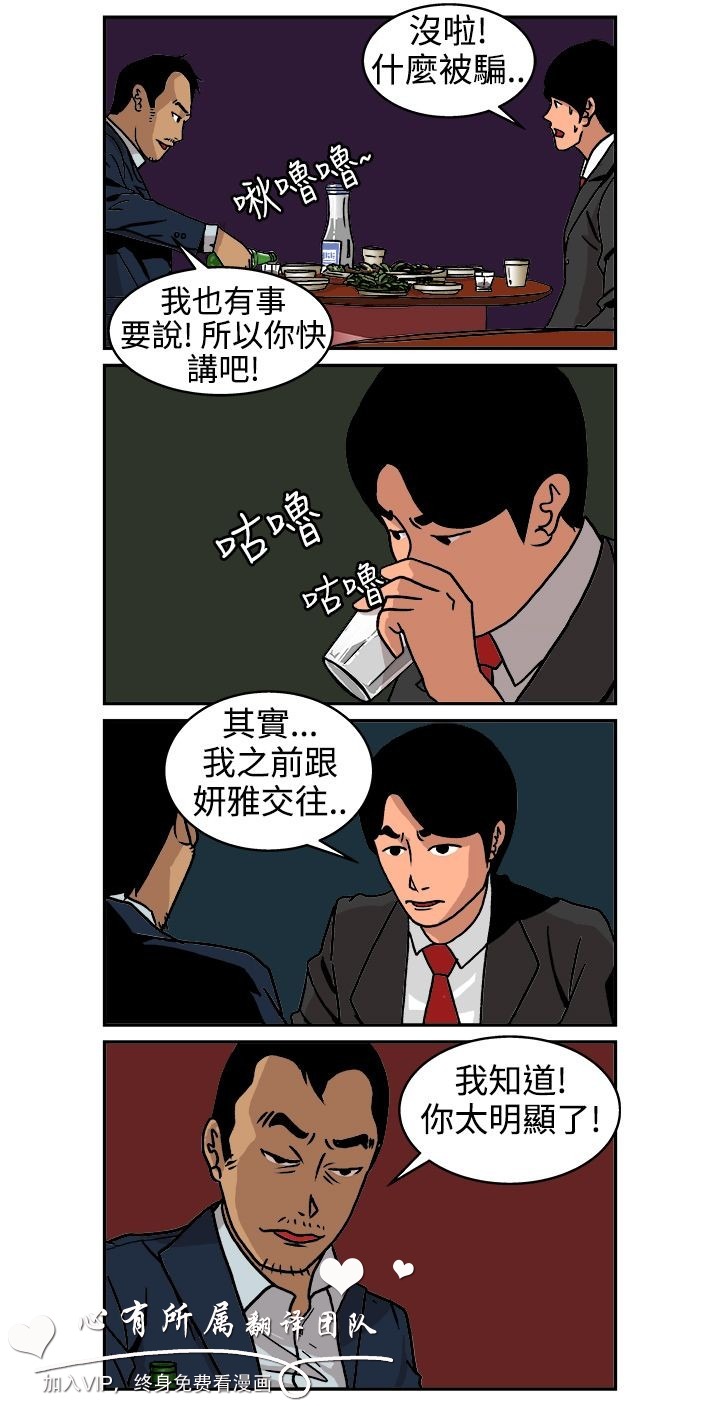 沒啦!
什麼被騙..
啾嚕嚕~
我也有事
要說! 所以你快
講吧!
咕嚕
咕嚕
其實...
我之前跟
妍雅交往..
我知道!
你太明顯了!
心有所属翻译团队
加入VIP，终身免费看漫画